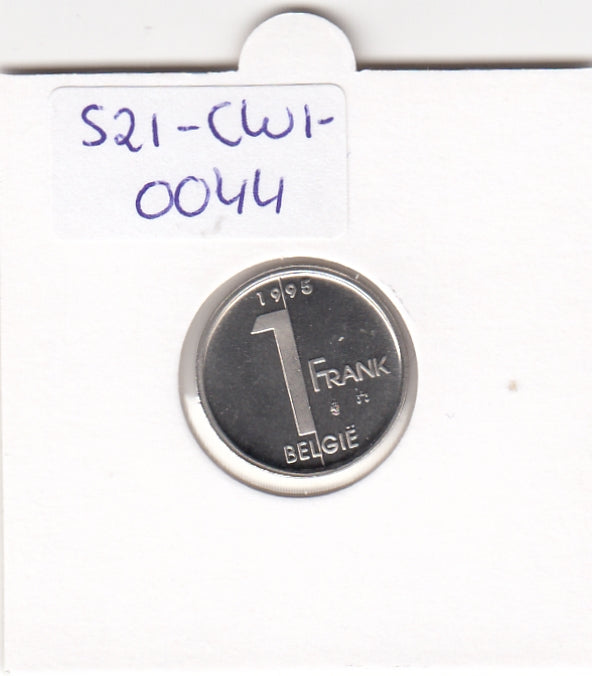 S21-CW1-
0044
1995
1
FRANK
BELGIË